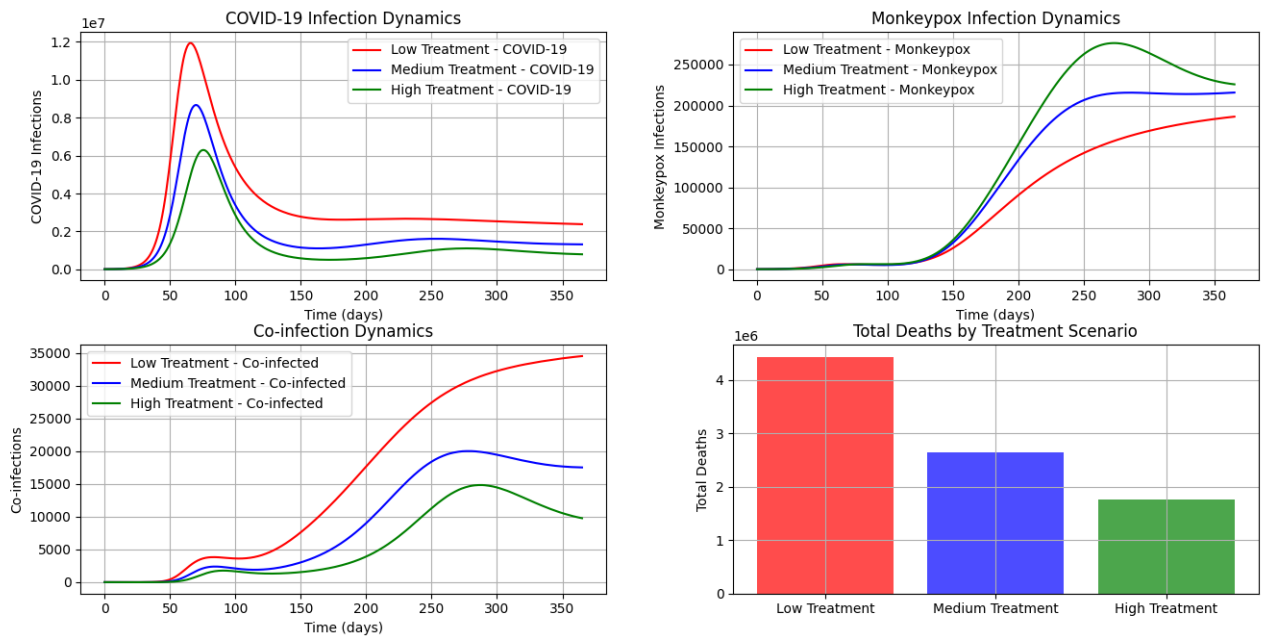 COVID-19 Infection Dynamics
1e7
COVID-19 Infections
1.2
1.0
0.8
0.6
0.4
0.2
0.0
Low Treatment - COVID-19
Medium Treatment - COVID-19
High Treatment - COVID-19
0 50 100 150 200 250 300 350
Time (days)
Monkeypox Infection Dynamics
Monkeypox Infections
250000
200000
150000
100000
50000
0
Low Treatment - Monkeypox
Medium Treatment - Monkeypox
High Treatment - Monkeypox
0 50 100 150 200 250 300 350
Time (days)
Co-infection Dynamics
Co-infections
35000
30000
25000
20000
15000
10000
5000
0
Low Treatment - Co-infected
Medium Treatment - Co-infected
High Treatment - Co-infected
0 50 100 150 200 250 300 350
Time (days)
Total Deaths by Treatment Scenario
1e6
Total Deaths
4
3
2
1
0
Low Treatment Medium Treatment High Treatment